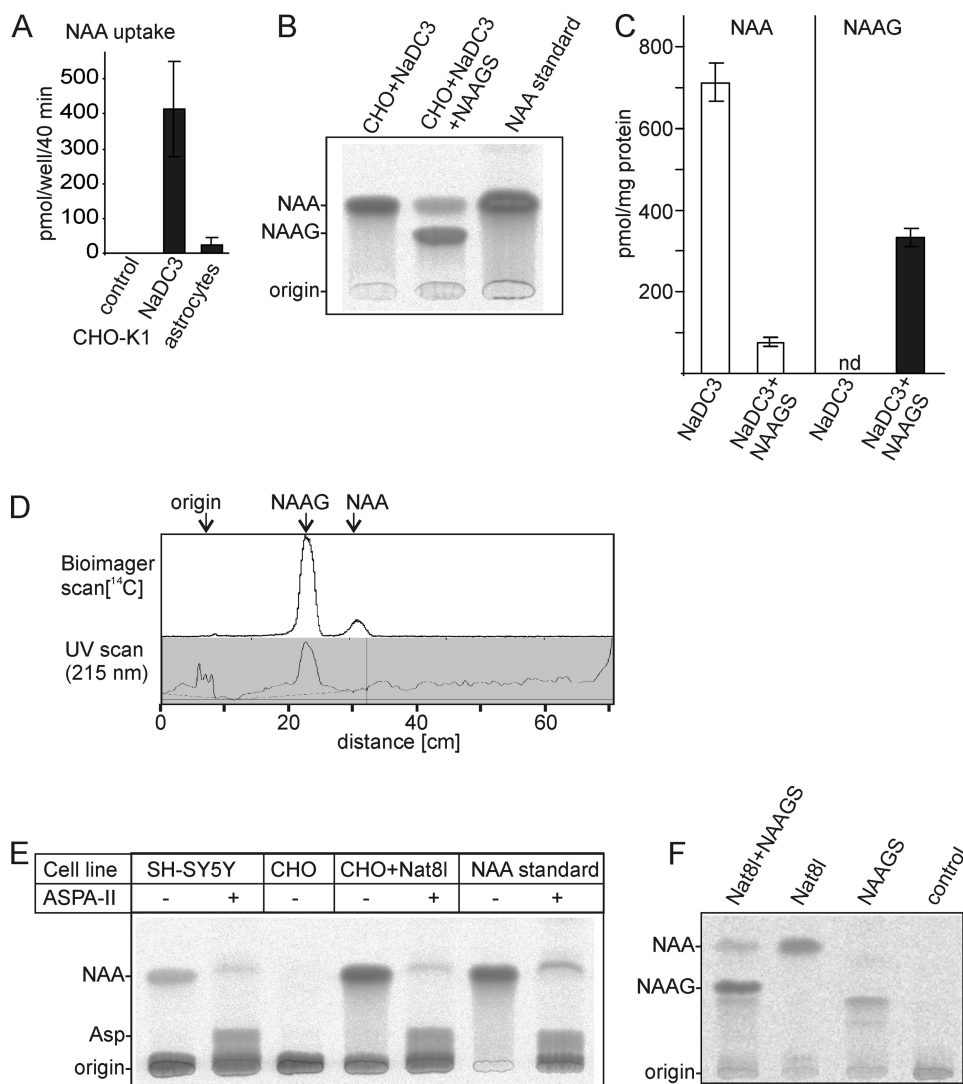 A
NAA uptake
pmol/well/40 min
500
400
300
200
100
0
control
NaDC3
astrocytes
CHO-K1
B
CHO+NaDC3
CHO+NaDC3
+NAAGS
NAA standard
NAA
NAAG
origin
C
NAA
NAAG
pmol/mg protein
800
600
400
200
nd
NaDC3
NaDC3+
NAAGS
NaDC3
NaDC3+
NAAGS
D
origin
NAAG
NAA
Bioimager
scan[14C]
UV scan
(215 nm)
0
20
40
60
distance [cm]
E
Cell line
SH-SY5Y
CHO
CHO+Nat8l
NAA standard
ASPA-II
-
+
-
-
+
-
+
NAA
Asp
origin
F
Nat8l+NAAGS
Nat8l
NAAGS
control
NAA
NAAG
origin